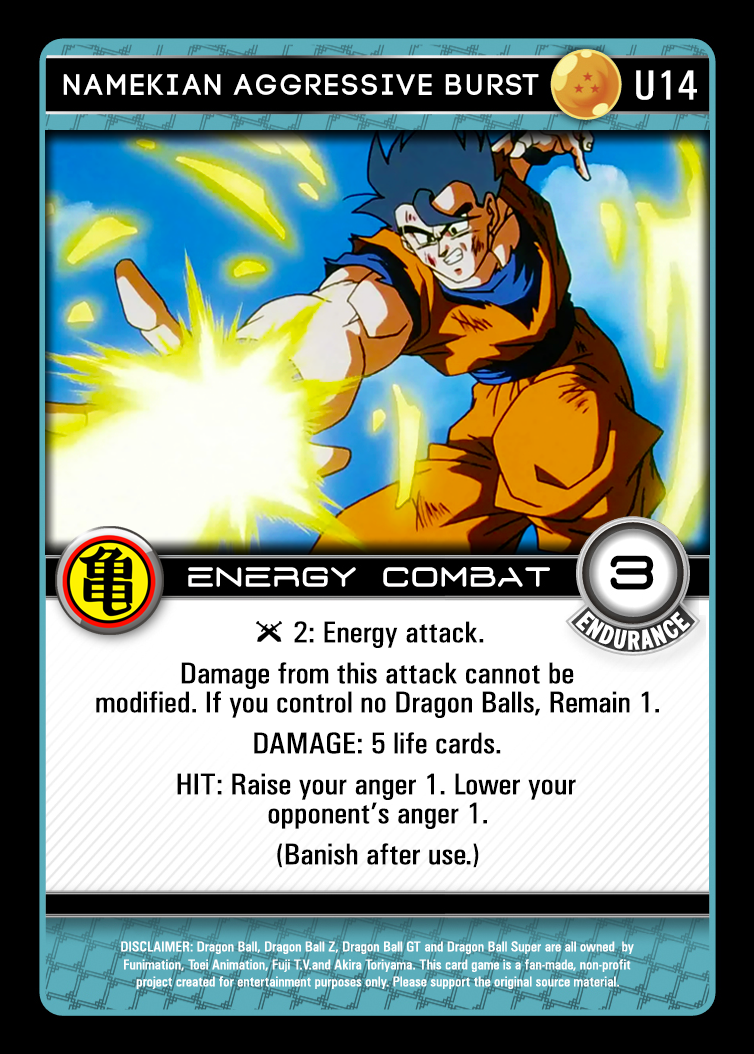 NAMEKIAN AGGRESSIVE BURST U14
亀
ENERGY COMBAT
3
ENDURANCE
2: Energy attack.
Damage from this attack cannot be
modified. If you control no Dragon Balls, Remain 1.
DAMAGE: 5 life cards.
HIT: Raise your anger 1. Lower your
opponent's anger 1.
(Banish after use.)
DISCLAIMER: Dragon Ball, Dragon Ball Z, Dragon Ball GT and Dragon Ball Super are all owned by
Funimation, Toei Animation, Fuji T.V.and Akira Toriyama. This card game is a fan-made, non-profit
project created for entertainment purposes only. Please support the original source material.